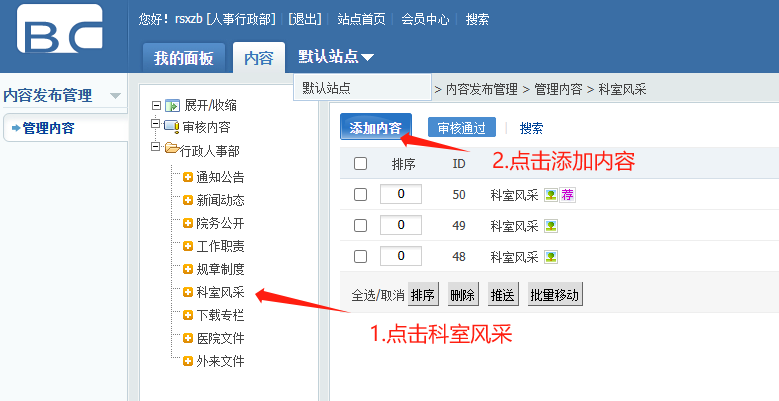 BC
您好！rsxzb [人事行政部] | [退出] | 站点首页 | 会员中心 | 搜索
我的面板 内容 默认站点
默认站点
内容发布管理
> 内容发布管理 > 管理内容 > 科室风采
管理内容
展开/收缩
审核内容
行政人事部
通知公告
新闻动态
院务公开
工作职责
规章制度
科室风采
下载专栏
医院文件
外来文件
添加内容 审核通过 | 搜索
2.点击添加内容
排序 ID
0 50 科室风采 荐
0 49 科室风采
0 48 科室风采
全选/取消 排序 删除 推送 批量移动
1.点击科室风采